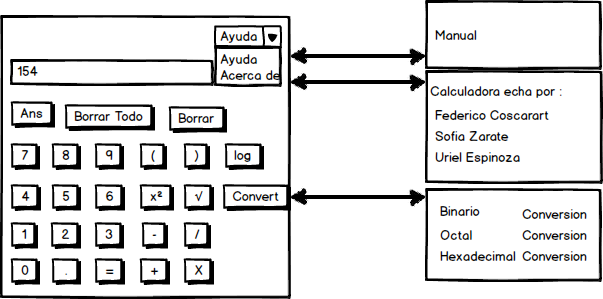 Ayuda
Ayuda
Acerca de
154
Ans Borrar Todo Borrar
7 8 9 ( ) log
4 5 6 x² √ Convert
1 2 3 - /
0 . = + X
Manual
Calculadora echa por :
Federico Coscarart
Sofia Zarate
Uriel Espinoza
Binario Conversion
Octal Conversion
Hexadecimal Conversion